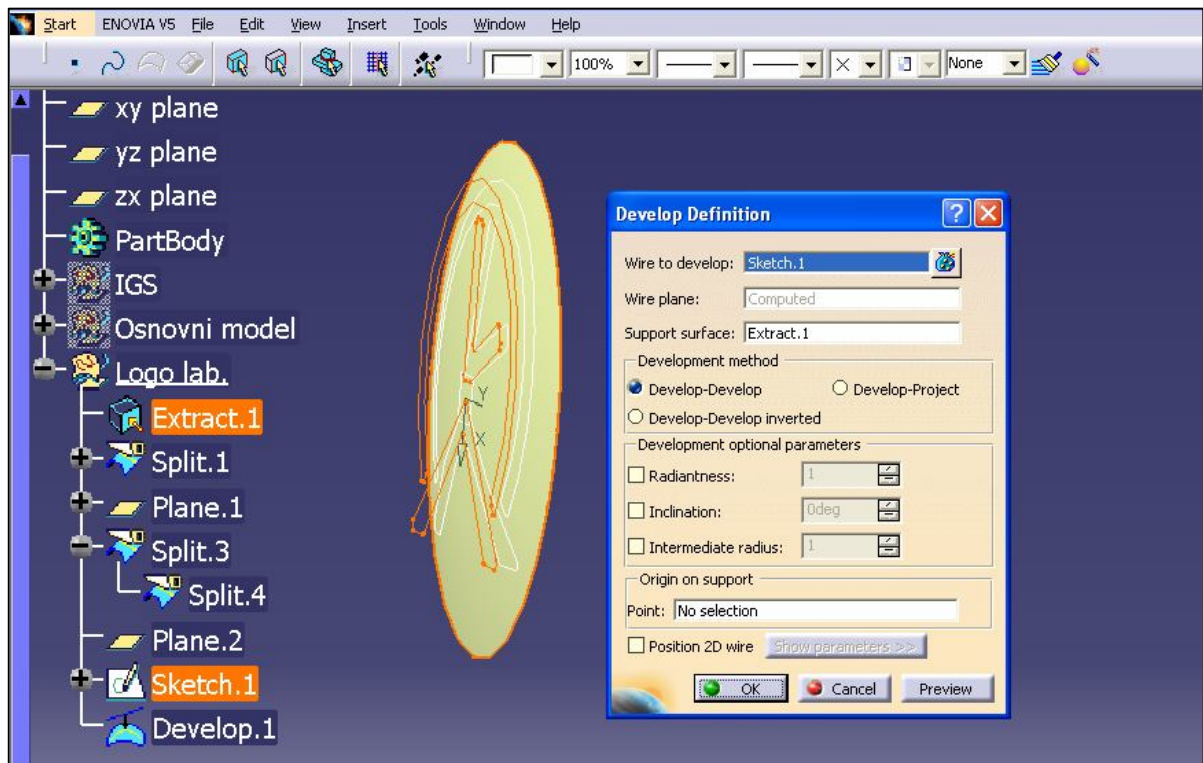 Start ENOVIA V5 File Edit View Insert Tools Window Help
100% None
xy plane
yz plane
zx plane
PartBody
IGS
Osnovni model
Logo lab.
Extract.1
Split.1
Plane.1
Split.3
Split.4
Plane.2
Sketch.1
Develop.1
Y
X
Develop Definition
Wire to develop: Sketch.1
Wire plane: Computed
Support surface: Extract.1
Development method
Develop-Develop Develop-Project
Develop-Develop inverted
Development optional parameters
Radiantness: 1
Inclination: 0deg
Intermediate radius: 1
Origin on support
Point: No selection
Position 2D wire Show parameters >>
OK Cancel Preview